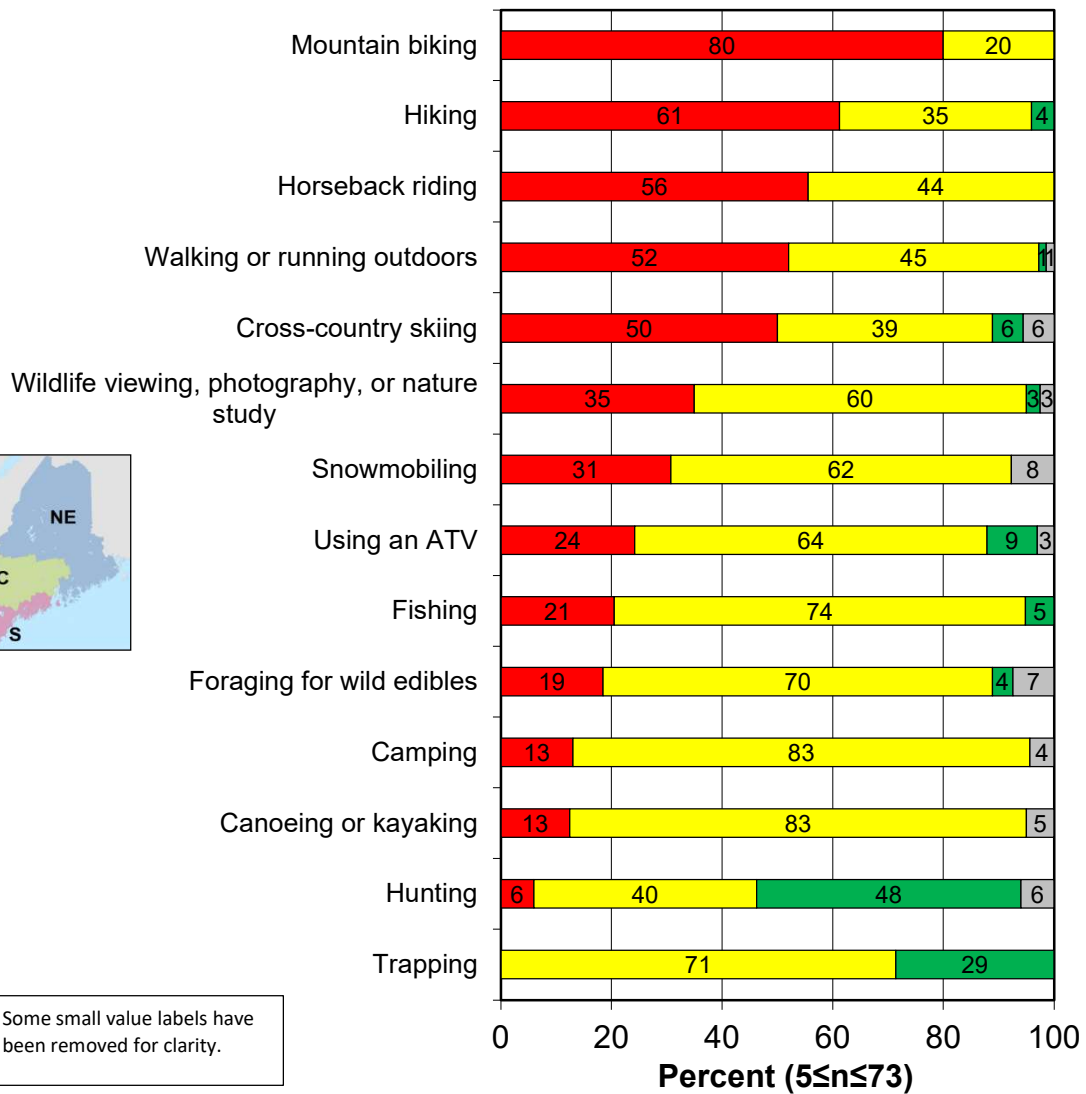 Mountain biking 80 20
Hiking 61 35 4
Horseback riding 56 44
Walking or running outdoors 52 45 1 1
Cross-country skiing 50 39 6 6
Wildlife viewing, photography, or nature
study 35 60 3 3
Snowmobiling 31 62 8
NE
Using an ATV 24 64 9 3
C
Fishing 21 74 5
S
Foraging for wild edibles 19 70 4 7
Camping 13 83 4
Canoeing or kayaking 13 83 5
Hunting 6 40 48 6
Trapping 71 29
Some small value labels have
been removed for clarity.
0 20 40 60 80 100
Percent (5≤n≤73)